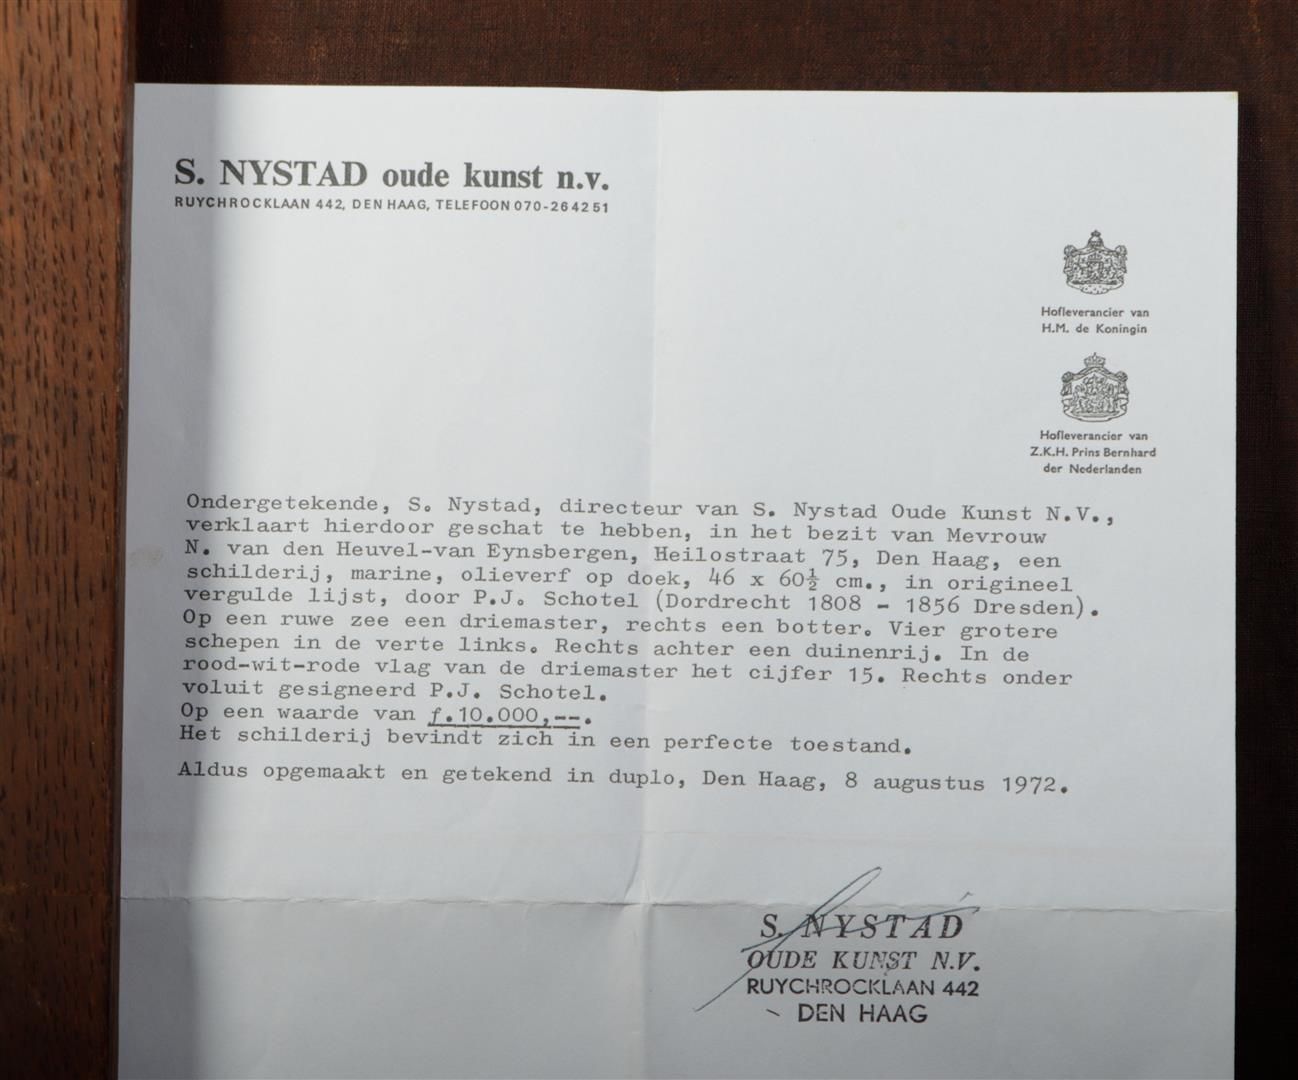 S. NYSTAD oude kunst n.v.
RUYCHROCKLAAN 442, DEN HAAG, TELEFOON 070-264251
Hofleverancier van
H.M. de Koningin
Hofleverancier van
Z.K.H. Prins Bernhard
der Nederlanden
Ondergetekende, S. Nystad, directeur van S. Nystad Oude Kunst N.V.,
verklaart hierdoor geschat te hebben, in het bezit van Mevrouw
N. van den Heuvel-van Eynsbergen, Heilostraat 75, Den Haag, een
schilderij, marine, olieverf op doek, 46 x 60½ cm., in origineel
vergulde lijst, door P.J. Schotel (Dordrecht 1808 - 1856 Dresden).
Op een ruwe zee een driemaster, rechts een botter. Vier grotere
schepen in de verte links. Rechts achter een duinenrij. In de
rood-wit-rode vlag van de driemaster het cijfer 15. Rechts onder
voluit gesigneerd P.J. Schotel.
Op een waarde van f.10.000,--.
Het schilderij bevindt zich in een perfecte toestand.
Aldus opgemaakt en getekend in duplo, Den Haag, 8 augustus 1972.
S. NYSTAD
OUDE KUNST N.V.
RUYCHROCKLAAN 442
DEN HAAG